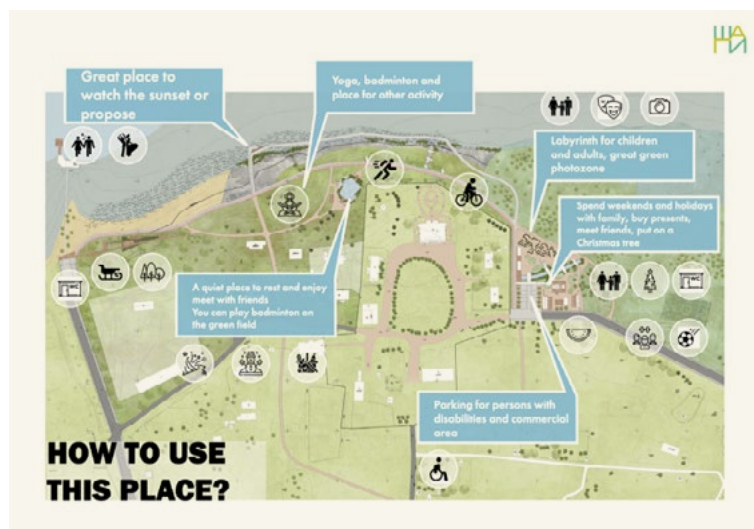 Great place to
watch the sunset or
propose
Yoga, badminton and
place for other activity
Labyrinth for children
and adults, great green
photozone
Spend weekends and holidays
with family, buy presents,
meet friends, put on a
Christmas tree
A quiet place to rest and enjoy
meet with friends
You can play badminton on
the green field
WC
WC
Parking for persons with
disabilities and commercial
area
HOW TO USE
THIS PLACE?